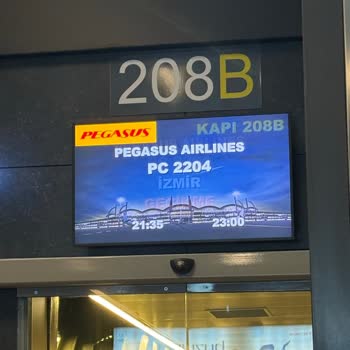 208B
PEGASUS
KAPI 208B
PEGASUS AIRLINES
PC 2204
İZMİR
21:35
23:00